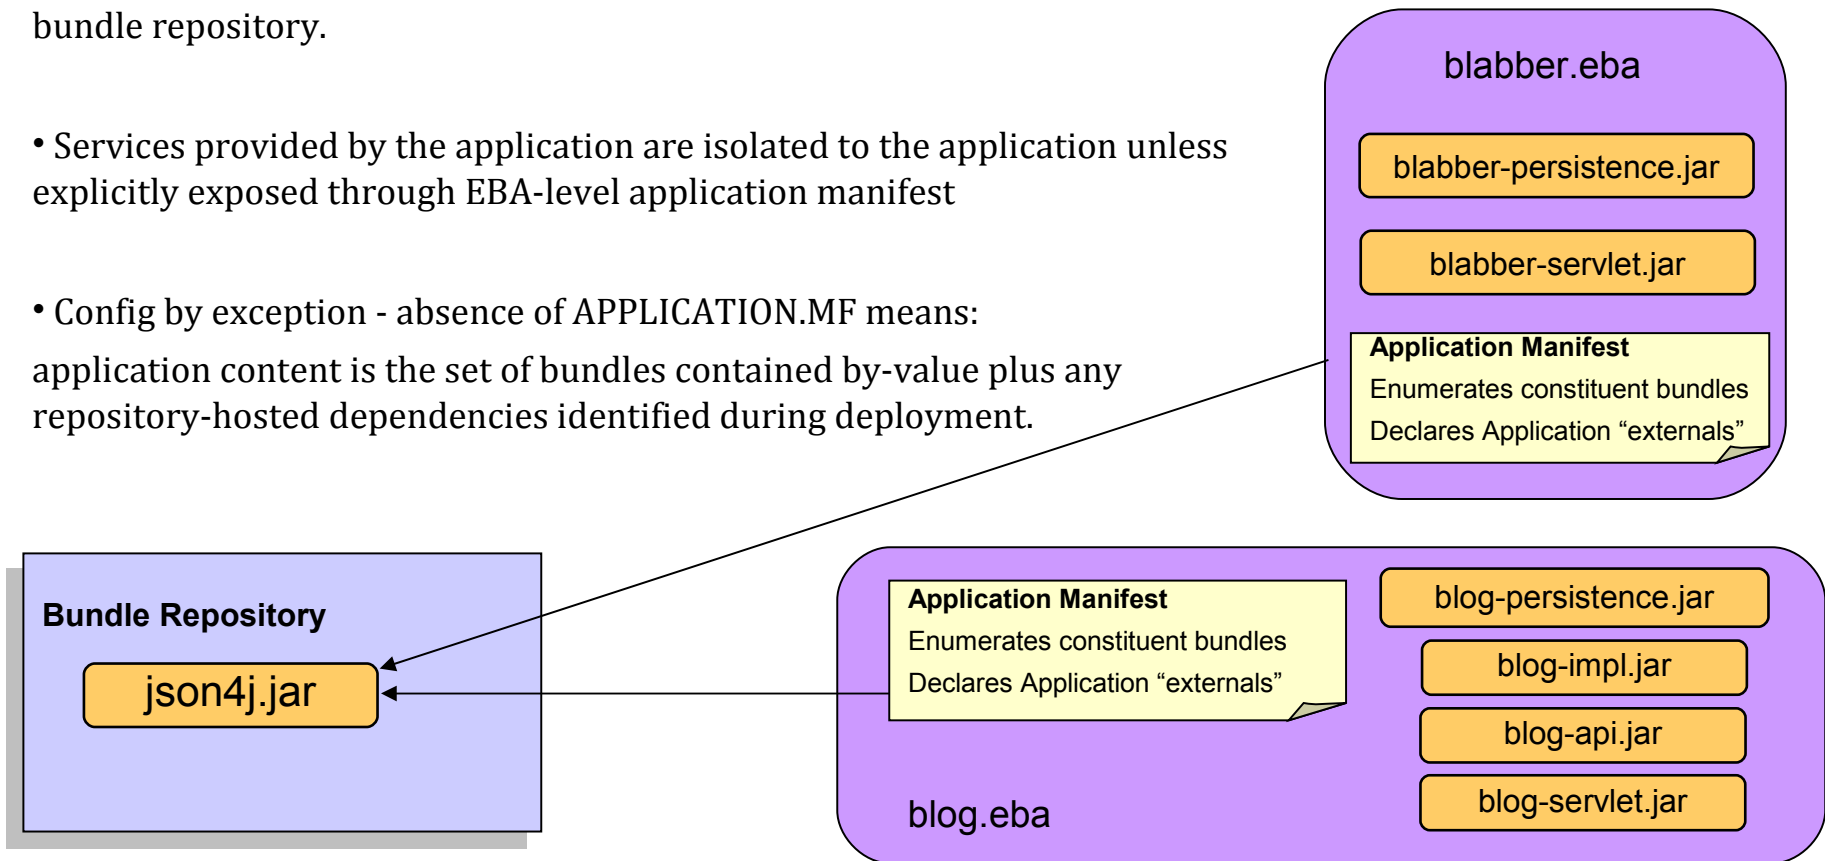 bundle repository.
• Services provided by the application are isolated to the application unless
explicitly exposed through EBA-level application manifest
• Config by exception - absence of APPLICATION.MF means:
application content is the set of bundles contained by-value plus any
repository-hosted dependencies identified during deployment.
blabber.eba
blabber-persistence.jar
blabber-servlet.jar
Application Manifest
Enumerates constituent bundles
Declares Application “externals”
Bundle Repository
json4j.jar
Application Manifest
Enumerates constituent bundles
Declares Application “externals”
blog-persistence.jar
blog-impl.jar
blog-api.jar
blog-servlet.jar
blog.eba